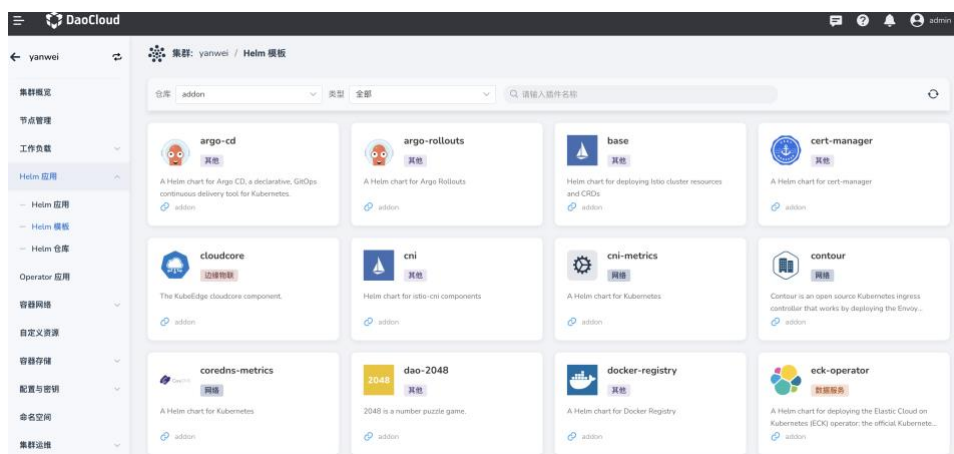 DaoCloud
admin
yanwei
集群: yanwei / Helm 模板
集群概览
节点管理
工作负载
Helm 应用
Helm 应用
Helm 模板
Helm 仓库
Operator 应用
容器网络
自定义资源
容器存储
配置与密钥
命名空间
集群运维
仓库 addon 类型 全部 请输入插件名称
argo-cd
其他
A Helm chart for Argo CD, a declarative, GitOps
continuous delivery tool for Kubernetes.
addon
argo-rollouts
其他
A Helm chart for Argo Rollouts
addon
base
其他
Helm chart for deploying Istio cluster resources
and CRDs
addon
cert-manager
其他
A Helm chart for cert-manager
addon
cloudcore
边缘物联
The KubeEdge cloudcore component.
addon
cni
其他
Helm chart for istio-cni components
addon
cni-metrics
网络
A Helm chart for Kubernetes
addon
contour
网络
Contour is an open source Kubernetes ingress
controller that works by deploying the Envoy...
addon
coredns-metrics
网络
A Helm chart for Kubernetes
addon
2048
dao-2048
其他
2048 is a number puzzle game.
addon
docker-registry
其他
A Helm chart for Docker Registry
addon
eck-operator
数据服务
A Helm chart for deploying the Elastic Cloud on
Kubernetes (ECK) operator: the official Kubernete...
addon